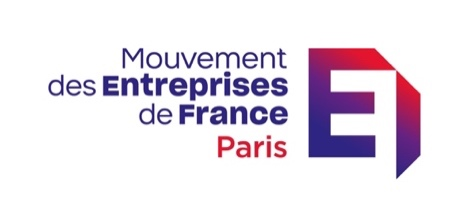 Mouvement
des Entreprises
de France
Paris